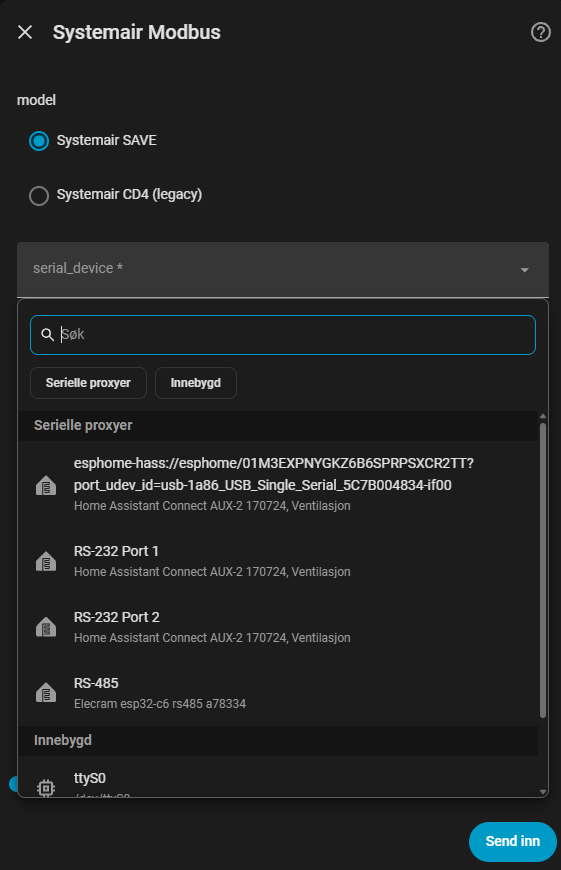 Systemair Modbus
model
Systemair SAVE
Systemair CD4 (legacy)
serial_device *
Søk
Serielle proxyer
Innebygd
Serielle proxyer
esphome-hass://esphome/01M3EXPNYGKZ6B6SPRPSXCR2TT?
port_udev_id=usb-1a86_USB_Single_Serial_5C7B004834-if00
Home Assistant Connect AUX-2 170724, Ventilasjon
RS-232 Port 1
Home Assistant Connect AUX-2 170724, Ventilasjon
RS-232 Port 2
Home Assistant Connect AUX-2 170724, Ventilasjon
RS-485
Elecram esp32-c6 rs485 a78334
Innebygd
ttyS0
/dev/ttyS0
Send inn